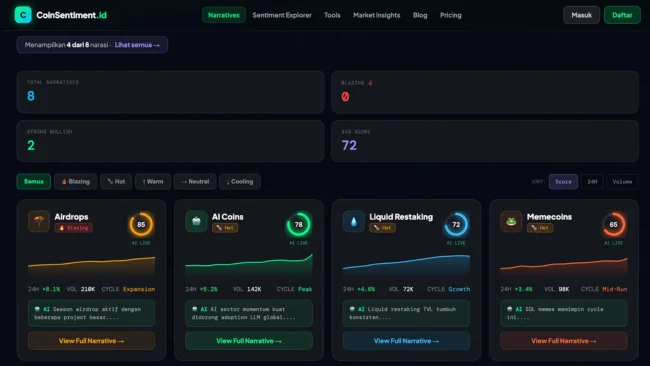 C CoinSentiment.id
Narratives Sentiment Explorer Tools Market Insights Blog Pricing Masuk Daftar
Menampilkan 4 dari 8 narasi · Lihat semua →
TOTAL NARRATIVES
8
BLAZING
0
STRONG BULLISH
2
AVG SCORE
72
Semua Blazing Hot ↑ Warm → Neutral ↓ Cooling SORT: Score 24H Volume
Airdrops
Blazing
85
AI LIVE
24H +8.1% VOL 210K CYCLE Expansion
AI Season airdrop aktif dengan
beberapa project besar....
View Full Narrative →
AI Coins
Hot
78
AI LIVE
24H +5.2% VOL 142K CYCLE Peak
AI AI sector momentum kuat
didorong adoption LLM global....
View Full Narrative →
Liquid Restaking
Hot
72
AI LIVE
24H +4.6% VOL 72K CYCLE Growth
AI Liquid restaking TVL tumbuh
konsisten....
View Full Narrative →
Memecoins
Hot
65
AI LIVE
24H +3.4% VOL 98K CYCLE Mid-Run
AI SOL memes memimpin cycle
ini....
View Full Narrative →